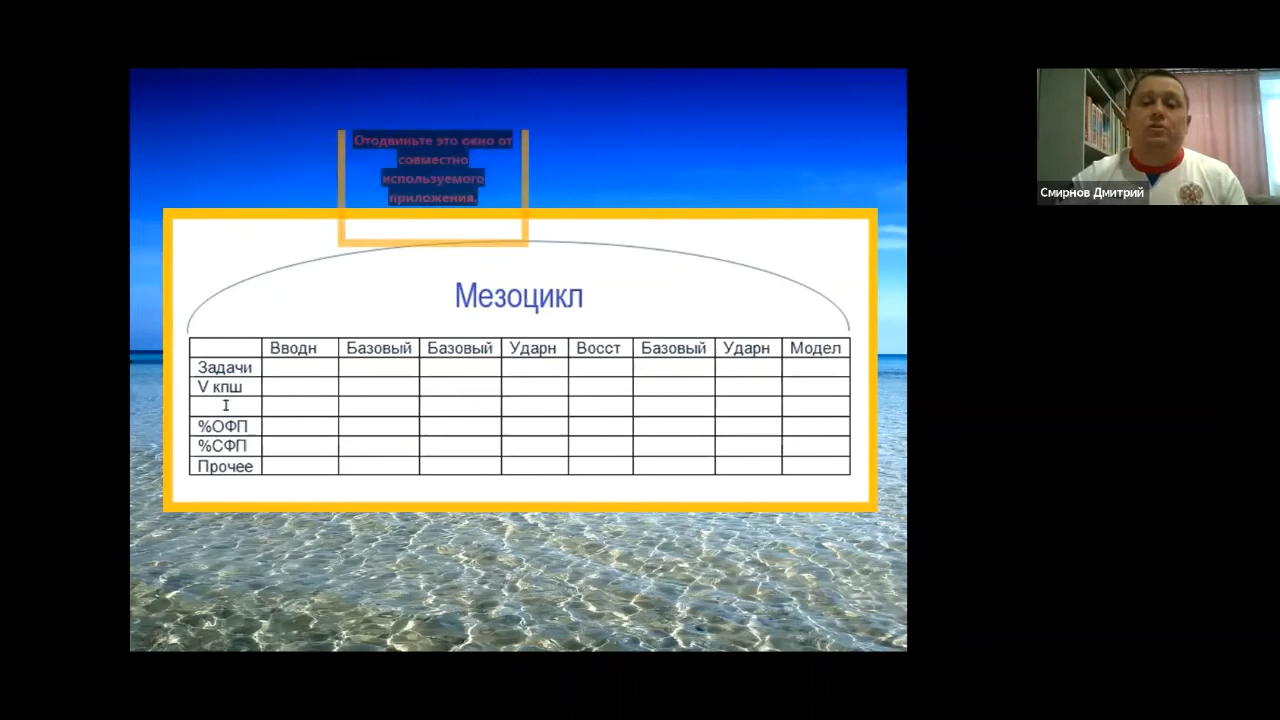 Отодвиньте это окно от
совместно
используемого
приложения.
Смирнов Дмитрий
Мезоцикл
Вводн Базовый Базовый Ударн Восст Базовый Ударн Модел
Задачи
V кпш
I
%ОФП
%СФП
Прочее